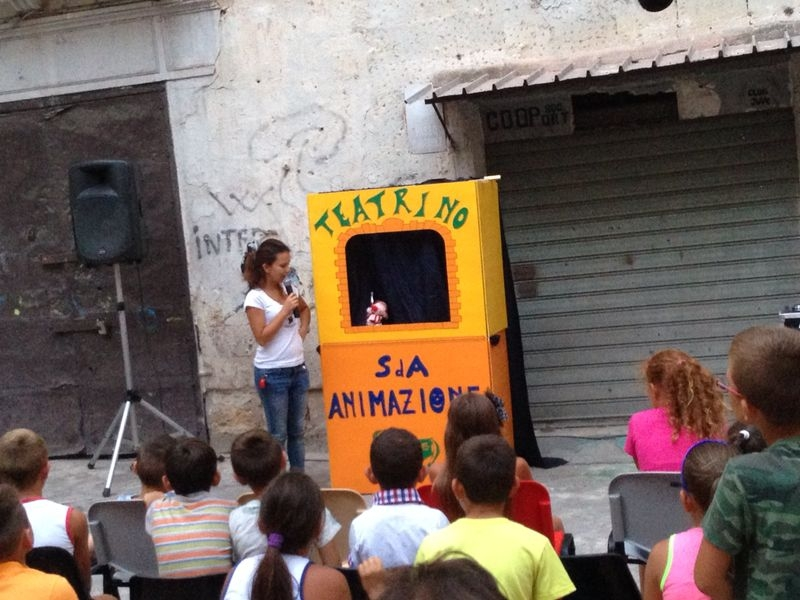 TEATRINO
SdA
ANIMAZIONE
INTER
COOP